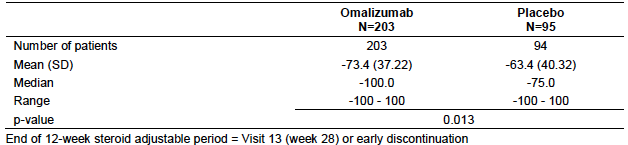 Omalizumab Placebo
N=203 N=95
Number of patients 203 94
Mean (SD) -73.4 (37.22) -63.4 (40.32)
Median -100.0 -75.0
Range -100 - 100 -100 - 100
p-value 0.013
End of 12-week steroid adjustable period = Visit 13 (week 28) or early discontinuation